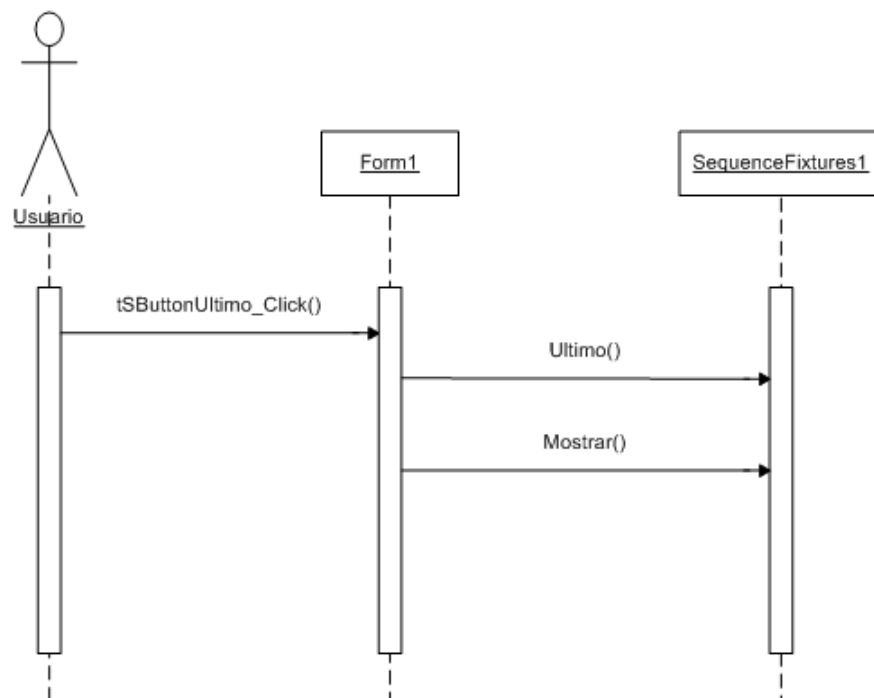 Form1
SequenceFixtures1
Usuario
tSButtonUltimo_Click()
Ultimo()
Mostrar()